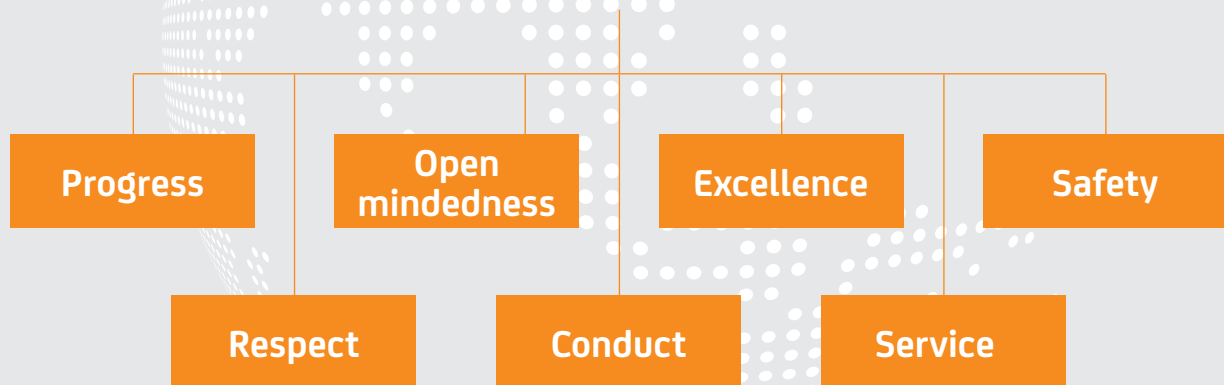 Progress
Open
mindedness
Excellence
Safety
Respect
Conduct
Service